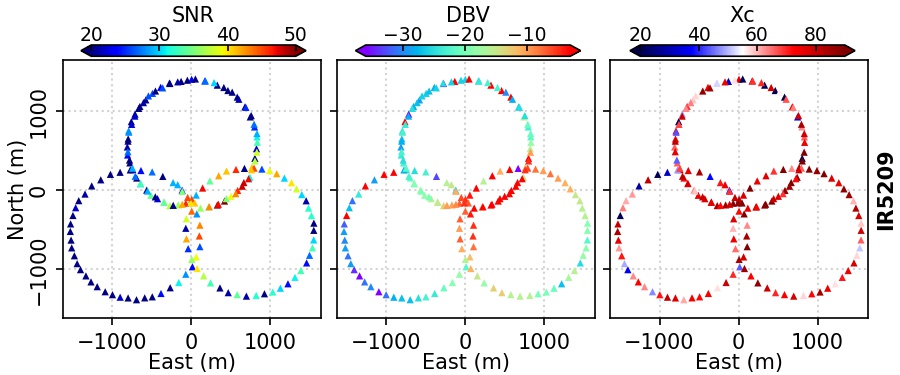 SNR DBV Xc
20 30 40 50 −30 −20 −10 20 40 60 80
North (m)
1000
0
−1000
IR5209
−1000 0 1000 −1000 0 1000 −1000 0 1000
East (m) East (m) East (m)